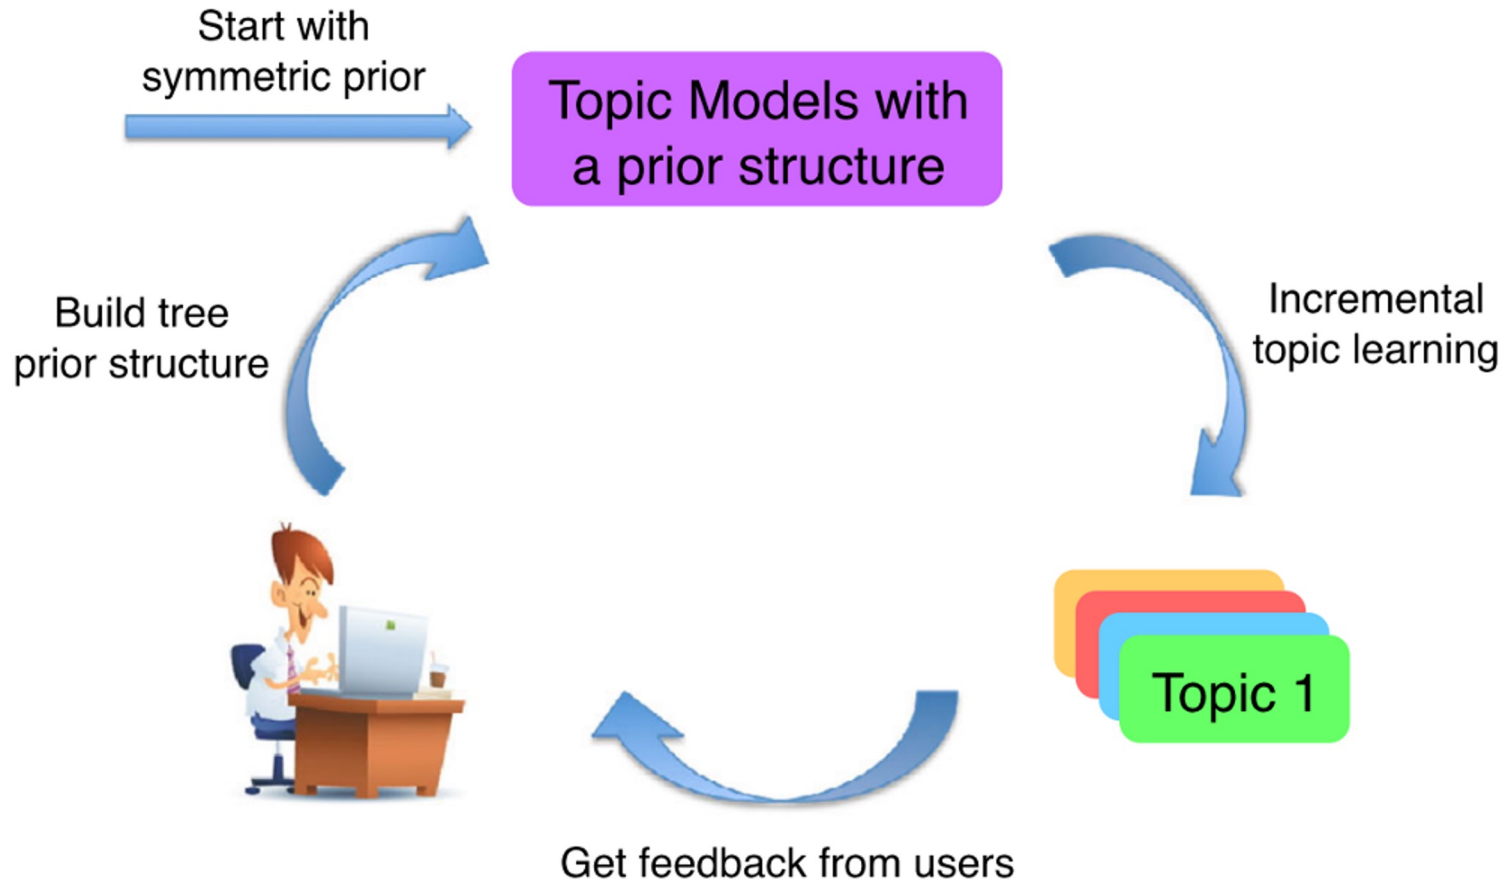 Start with
symmetric prior
Topic Models with
a prior structure
Incremental
topic learning
Topic 1
Get feedback from users
Build tree
prior structure